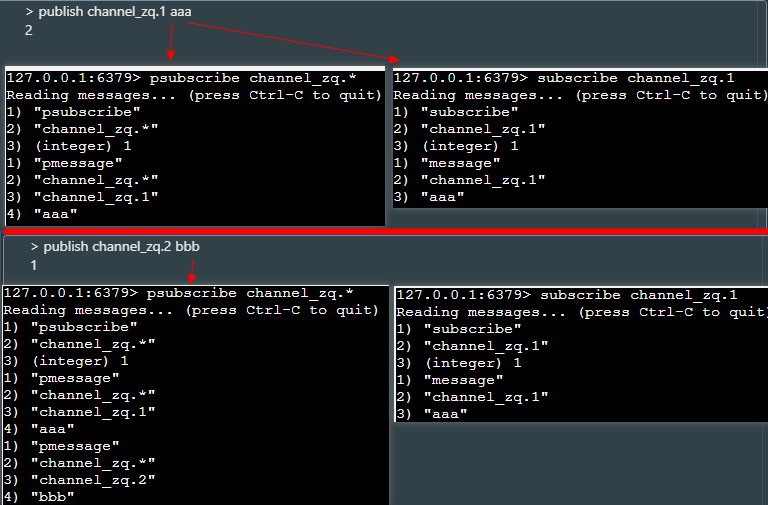 > publish channel_zq.1 aaa
2
127.0.0.1:6379> psubscribe channel_zq.*
Reading messages... (press Ctrl-C to quit)
1) "psubscribe"
2) "channel_zq.*"
3) (integer) 1
1) "pmessage"
2) "channel_zq.*"
3) "channel_zq.1"
4) "aaa"
127.0.0.1:6379> subscribe channel_zq.1
Reading messages... (press Ctrl-C to quit)
1) "subscribe"
2) "channel_zq.1"
3) (integer) 1
1) "message"
2) "channel_zq.1"
3) "aaa"
> publish channel_zq.2 bbb
1
127.0.0.1:6379> psubscribe channel_zq.*
Reading messages... (press Ctrl-C to quit)
1) "psubscribe"
2) "channel_zq.*"
3) (integer) 1
1) "pmessage"
2) "channel_zq.*"
3) "channel_zq.1"
4) "aaa"
1) "pmessage"
2) "channel_zq.*"
3) "channel_zq.2"
4) "bbb"
127.0.0.1:6379> subscribe channel_zq.1
Reading messages... (press Ctrl-C to quit)
1) "subscribe"
2) "channel_zq.1"
3) (integer) 1
1) "message"
2) "channel_zq.1"
3) "aaa"